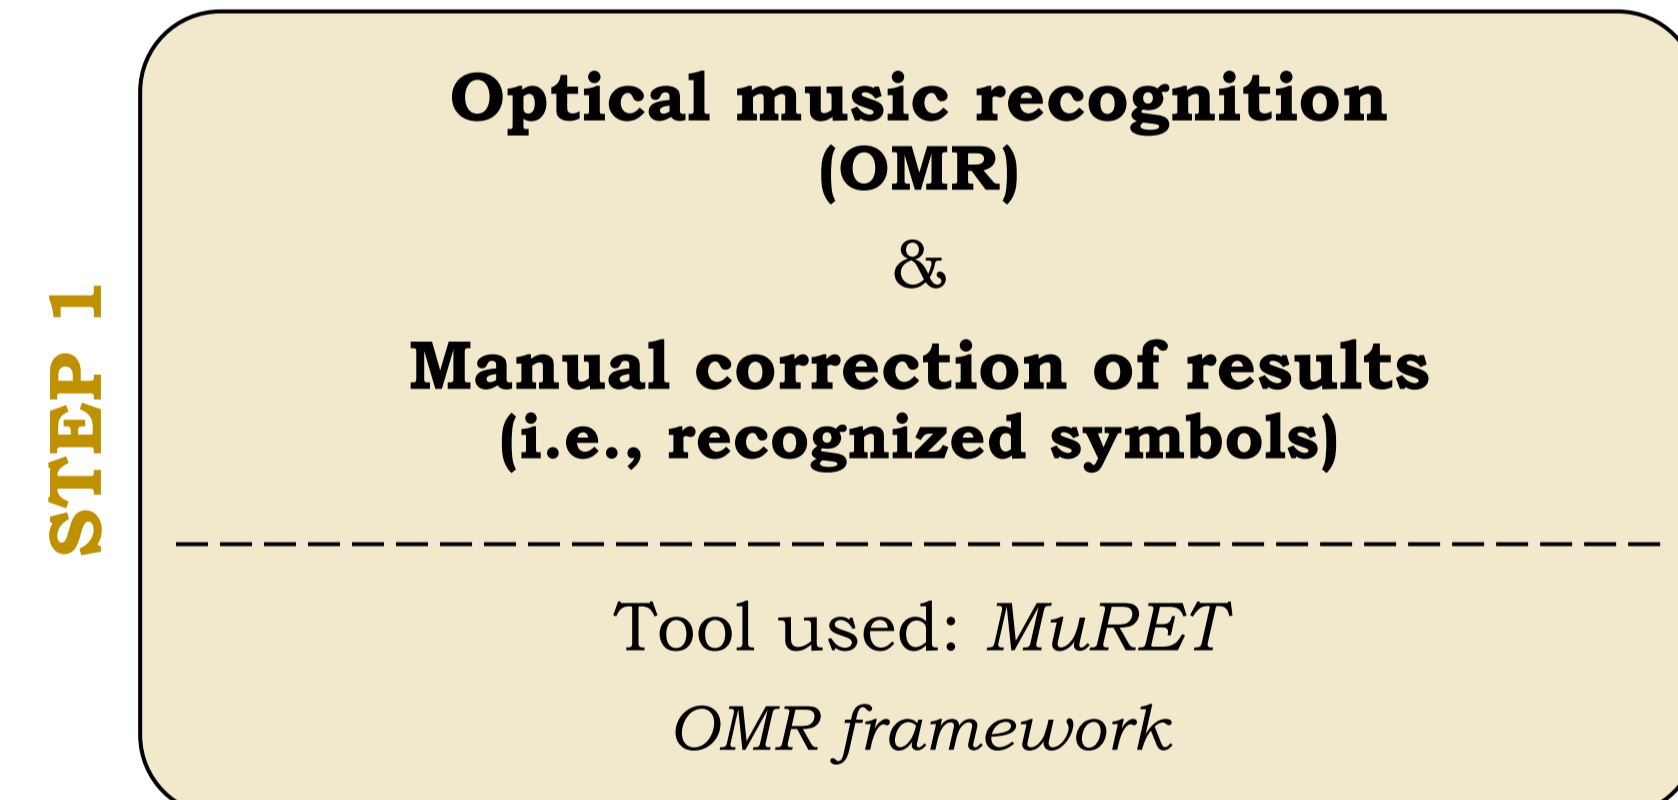 STEP 1
Optical music recognition
(OMR)
&
Manual correction of results
(i.e., recognized symbols)
Tool used: MuRET
OMR framework